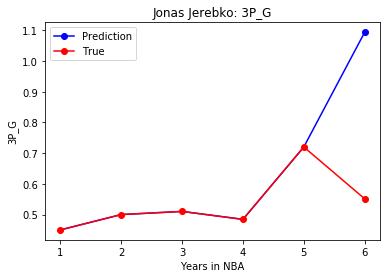 Jonas Jerebko: 3P_G
Prediction
True
3P_G
1.1
1.0
0.9
0.8
0.7
0.6
0.5
1 2 3 4 5 6
Years in NBA